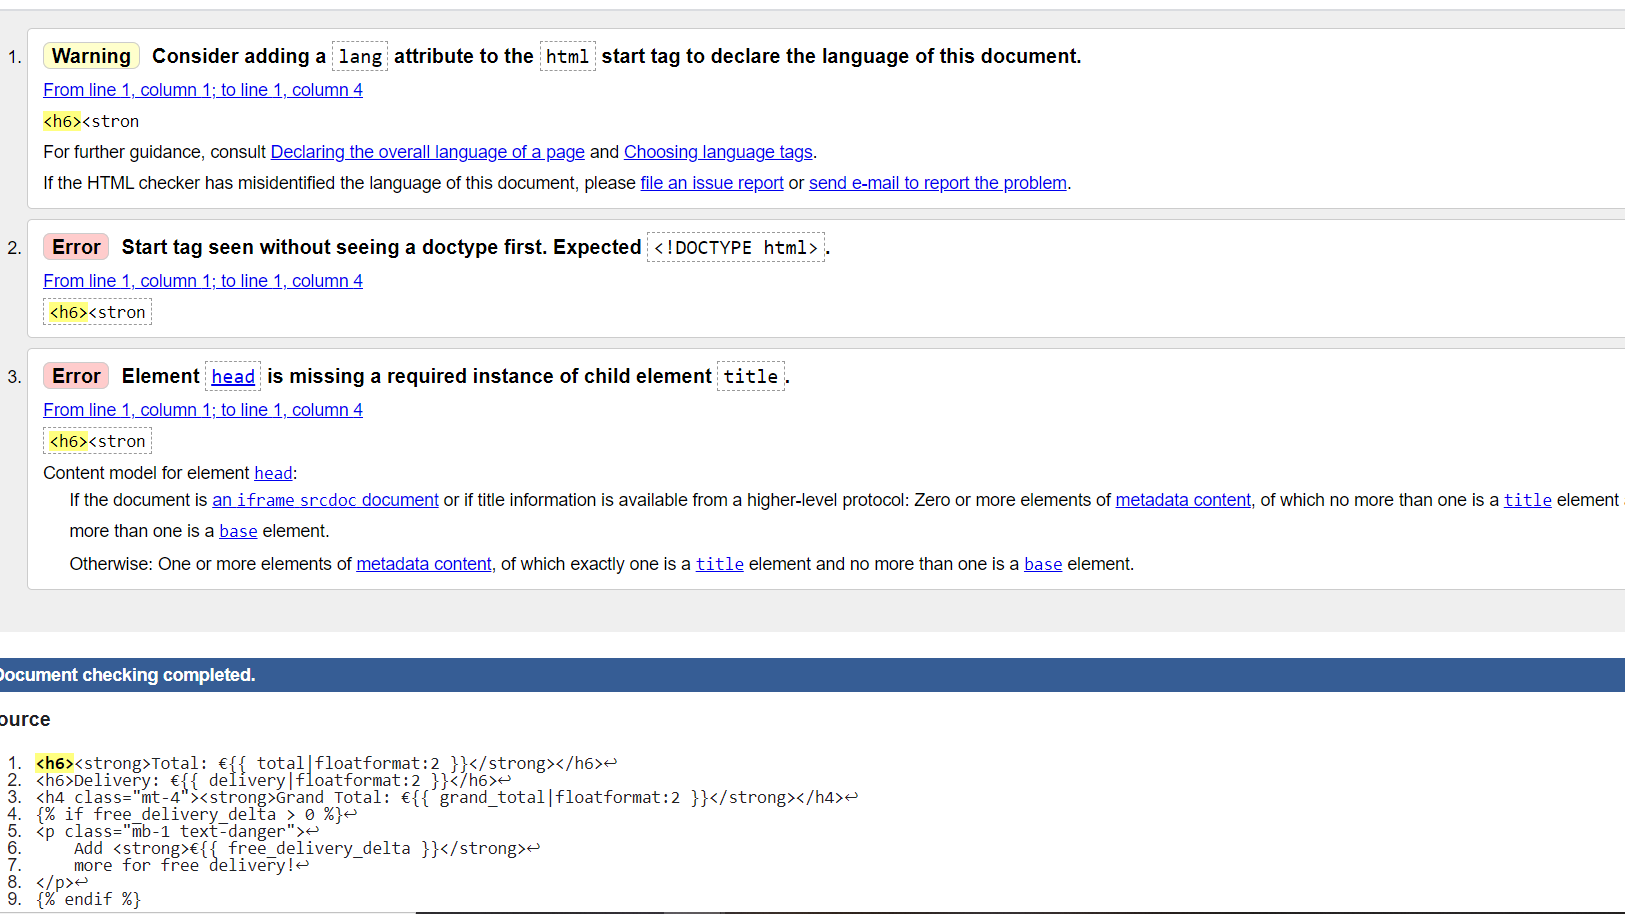 1. Warning Consider adding a lang attribute to the html start tag to declare the language of this document.
From line 1, column 1; to line 1, column 4
<h6><stron
For further guidance, consult Declaring the overall language of a page and Choosing language tags.
If the HTML checker has misidentified the language of this document, please file an issue report or send e-mail to report the problem.
2. Error Start tag seen without seeing a doctype first. Expected <!DOCTYPE html>.
From line 1, column 1; to line 1, column 4
<h6><stron
3. Error Element head is missing a required instance of child element title.
From line 1, column 1; to line 1, column 4
<h6><stron
Content model for element head:
If the document is an iframe srcdoc document or if title information is available from a higher-level protocol: Zero or more elements of metadata content, of which no more than one is a title element
more than one is a base element.
Otherwise: One or more elements of metadata content, of which exactly one is a title element and no more than one is a base element.
Document checking completed.
ource
1. <h6><strong>Total: €{{ total|floatformat:2 }}</strong></h6>↩
2. <h6>Delivery: €{{ delivery|floatformat:2 }}</h6>↩
3. <h4 class="mt-4"><strong>Grand Total: €{{ grand_total|floatformat:2 }}</strong></h4>↩
4. {% if free_delivery_delta > 0 %}↩
5. <p class="mb-1 text-danger">↩
6. Add <strong>€{{ free_delivery_delta }}</strong>↩
7. more for free delivery!↩
8. </p>↩
9. {% endif %}